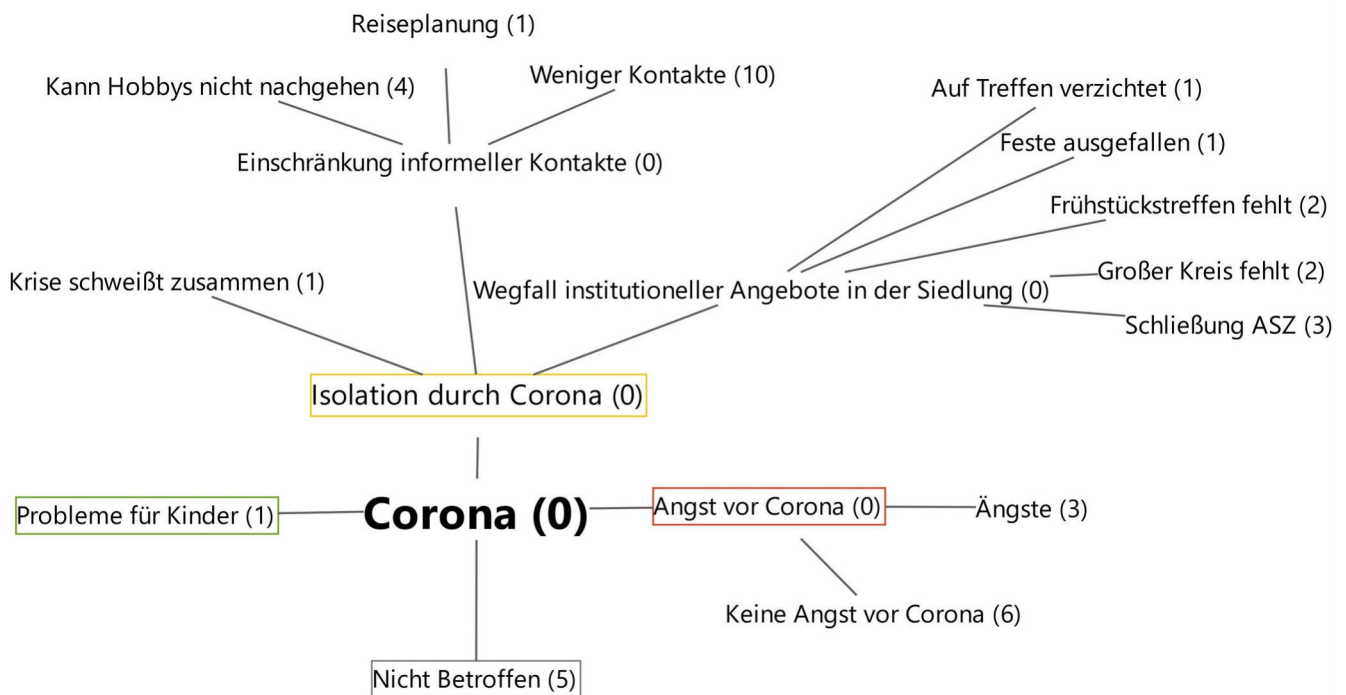 Reiseplanung (1)
Kann Hobbys nicht nachgehen (4)
Weniger Kontakte (10)
Auf Treffen verzichtet (1)
Feste ausgefallen (1)
Einschränkung informeller Kontakte (0)
Frühstückstreffen fehlt (2)
Krise schweißt zusammen (1)
Wegfall institutioneller Angebote in der Siedlung (0)
Großer Kreis fehlt (2)
Schließung ASZ (3)
Isolation durch Corona (0)
Probleme für Kinder (1)
Corona (0)
Angst vor Corona (0)
Ängste (3)
Keine Angst vor Corona (6)
Nicht Betroffen (5)